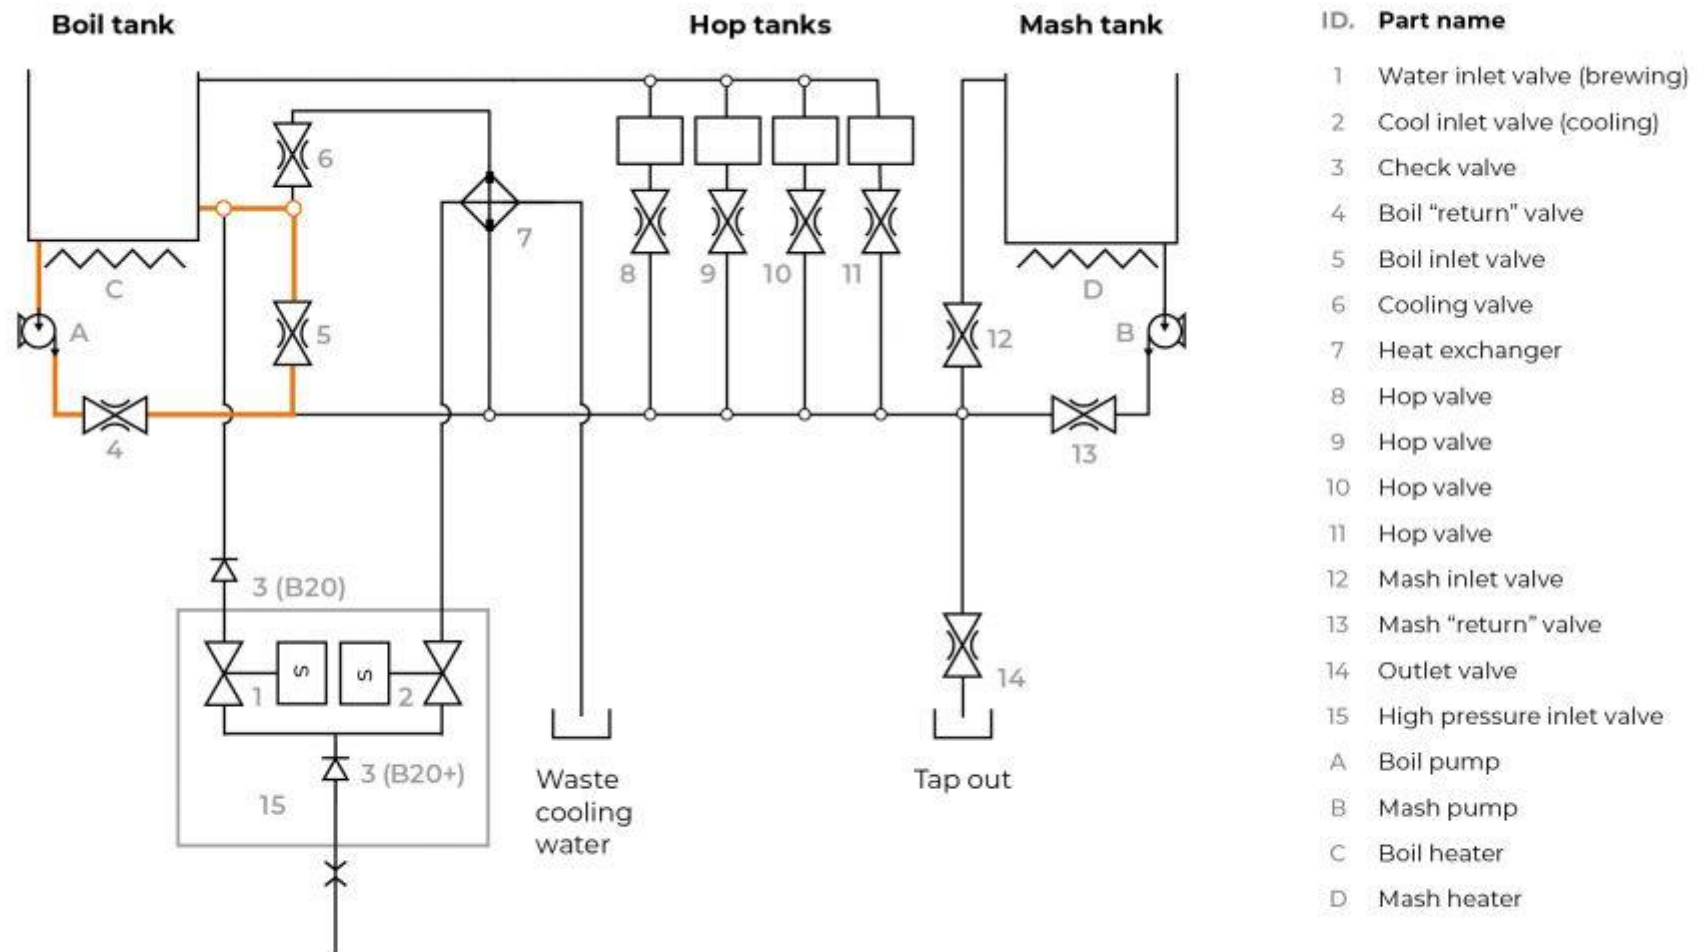 Boil tank
Hop tanks
Mash tank
6
7
C
A
5
4
8
9
10
11
D
B
12
13
3 (B20)
S
S
1
2
3 (B20+)
15
14
Waste
cooling
water
Tap out
ID. Part name
1 Water inlet valve (brewing)
2 Cool inlet valve (cooling)
3 Check valve
4 Boil “return” valve
5 Boil inlet valve
6 Cooling valve
7 Heat exchanger
8 Hop valve
9 Hop valve
10 Hop valve
11 Hop valve
12 Mash inlet valve
13 Mash “return” valve
14 Outlet valve
15 High pressure inlet valve
A Boil pump
B Mash pump
C Boil heater
D Mash heater